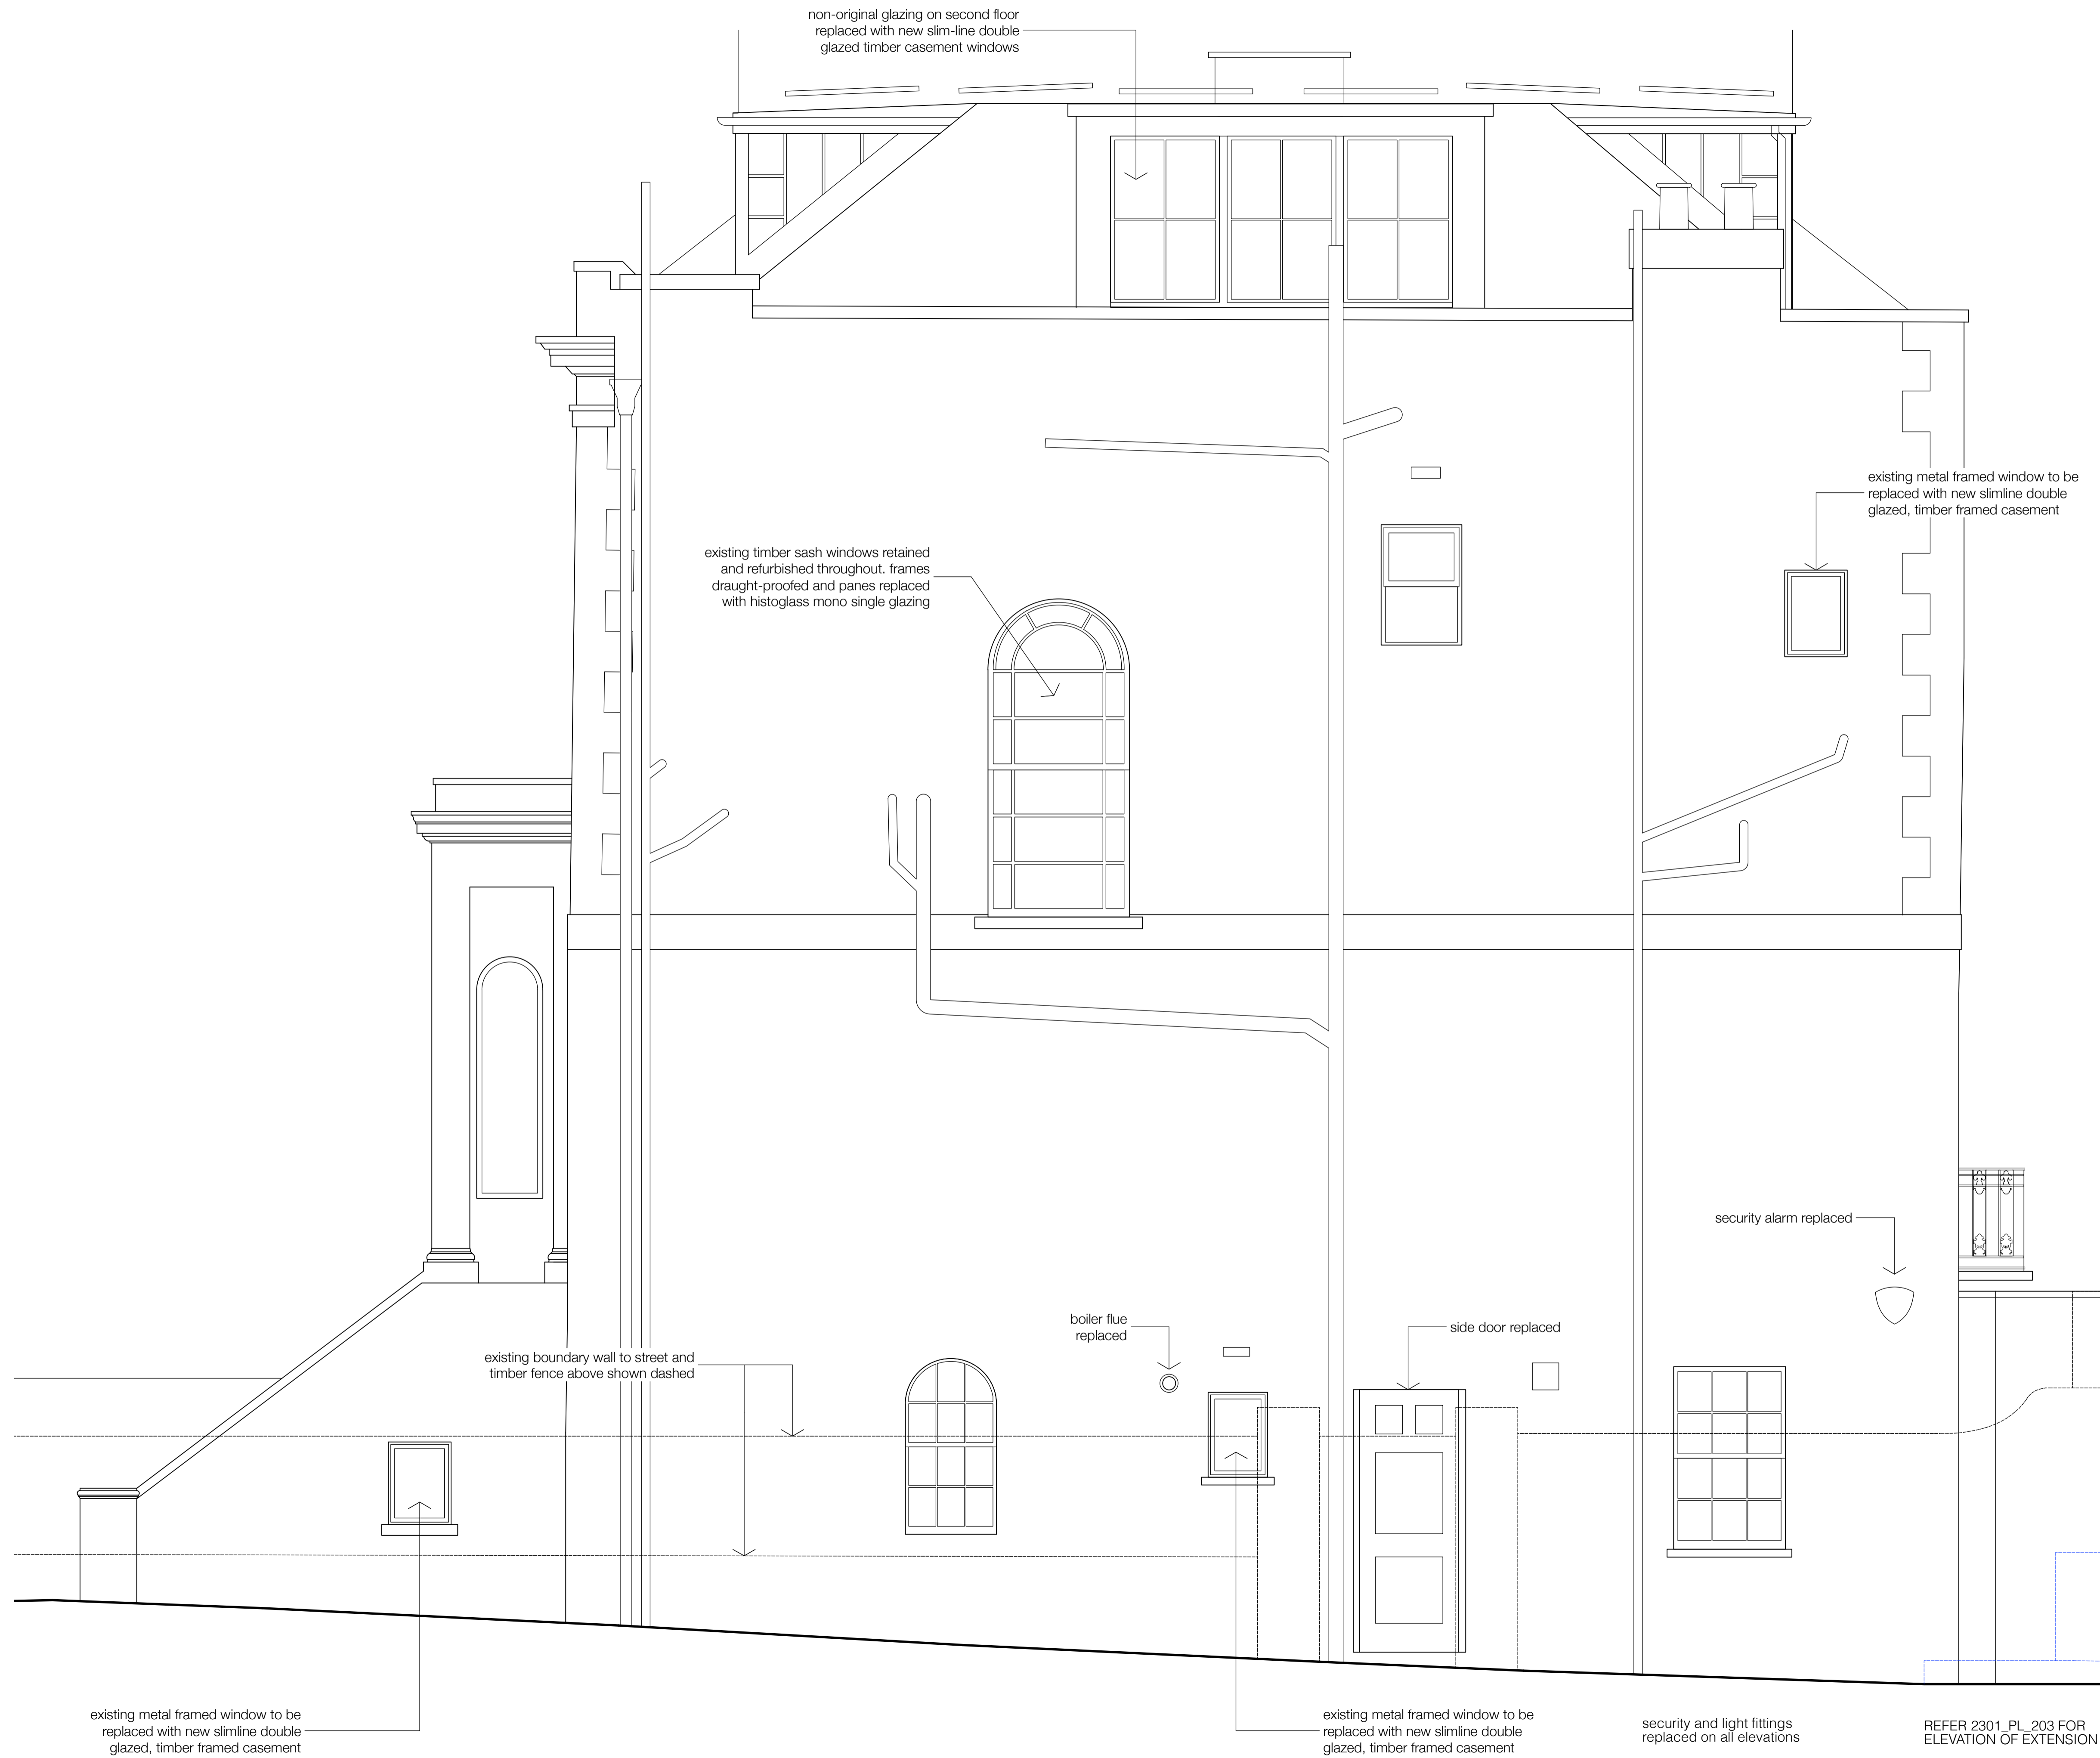 non-original glazing on second floor
replaced with new slim-line double
glazed timber casement windows
existing metal framed window to be
replaced with new slimline double
glazed, timber framed casement
existing timber sash windows retained
and refurbished throughout. frames
draught-proofed and panes replaced
with histoglass mono single glazing
security alarm replaced
boiler flue
replaced
side door replaced
existing boundary wall to street and
timber fence above shown dashed
existing metal framed window to be
replaced with new slimline double
glazed, timber framed casement
existing metal framed window to be
replaced with new slimline double
glazed, timber framed casement
security and light fittings
replaced on all elevations
REFER 2301_PL_203 FOR
ELEVATION OF EXTENSION